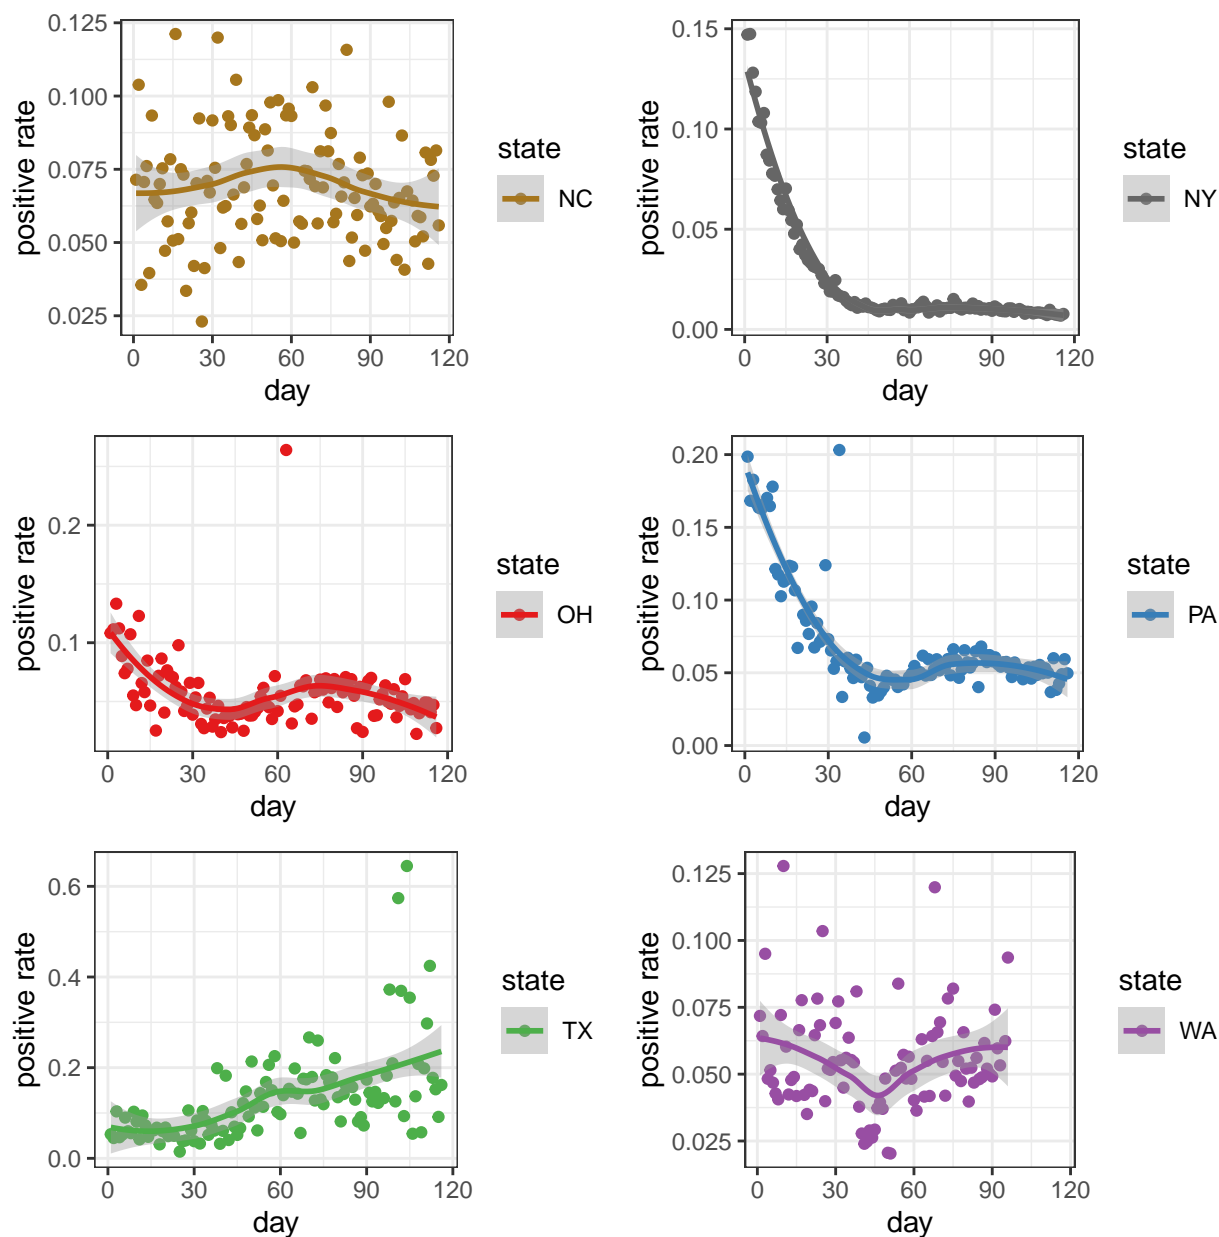 0.125
0.100
0.075
0.050
0.025
positive rate
0 30 60 90 120
day
state
NC
0.15
0.10
0.05
0.00
positive rate
0 30 60 90 120
day
state
NY
0.2
0.1
positive rate
0 30 60 90 120
day
state
OH
0.20
0.15
0.10
0.05
0.00
positive rate
0 30 60 90 120
day
state
PA
0.6
0.4
0.2
0.0
positive rate
0 30 60 90 120
day
state
TX
0.125
0.100
0.075
0.050
0.025
positive rate
0 30 60 90 120
day
state
WA